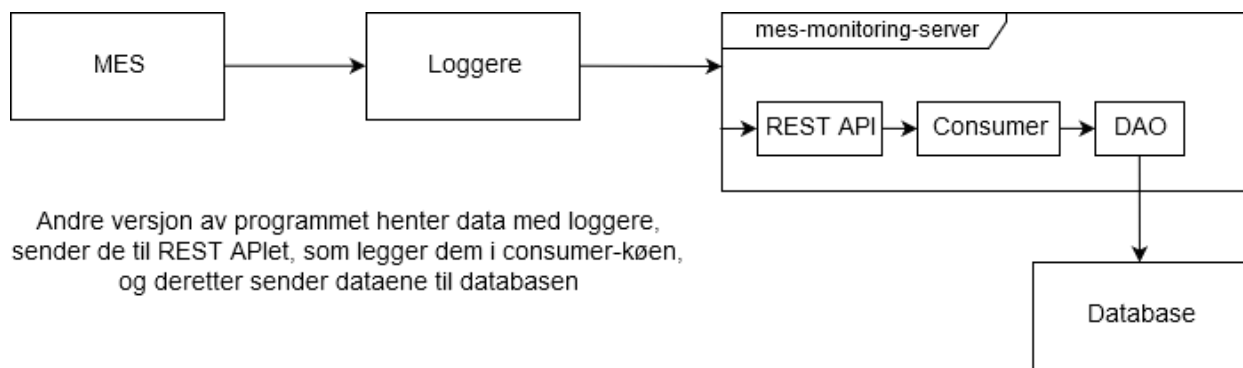 MES
Loggere
mes-monitoring-server
REST API
Consumer
DAO
Andre versjon av programmet henter data med loggere,
sender de til REST APIet, som legger dem i consumer-køen,
og deretter sender dataene til databasen
Database